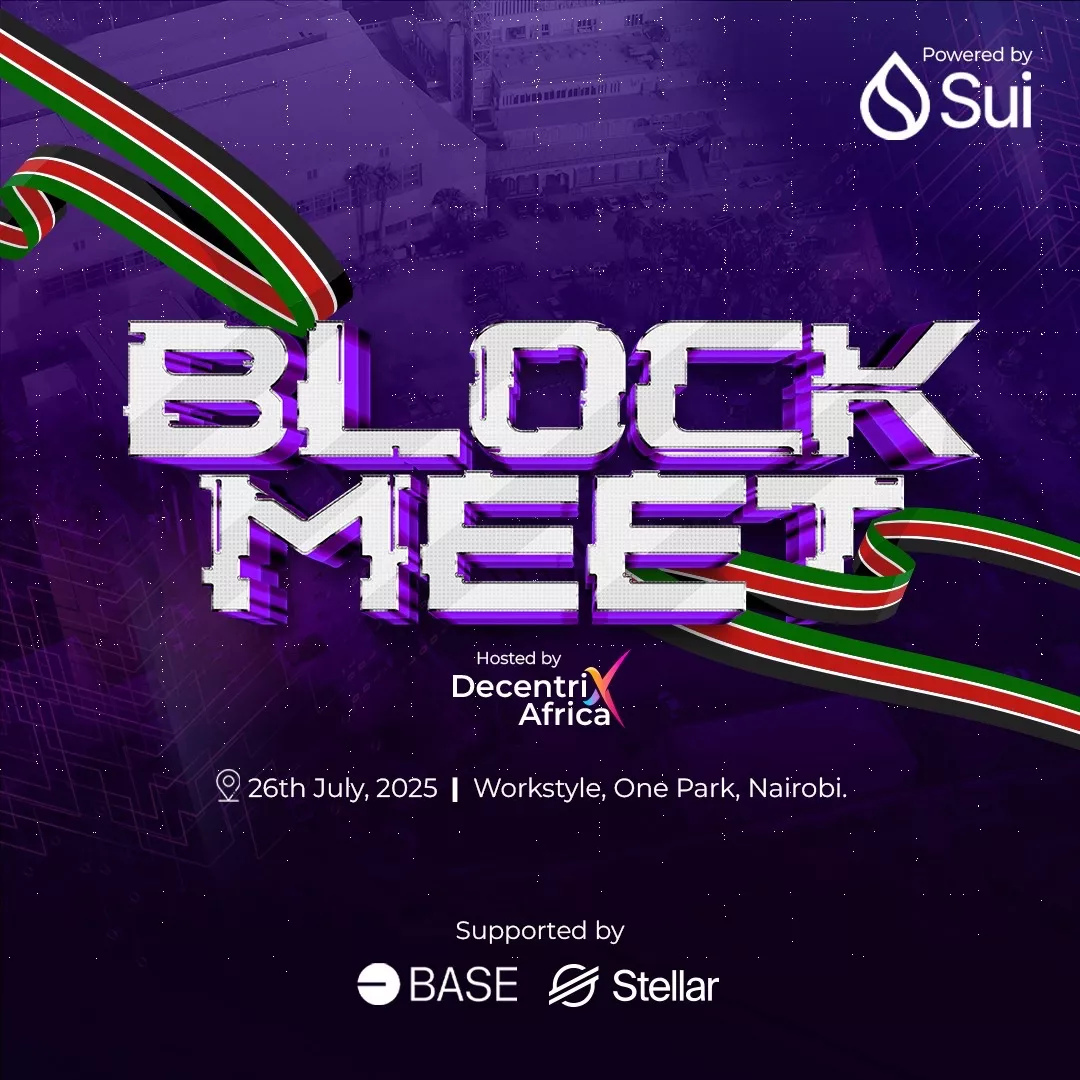 Powered by
Sui
BLOCK
MEET
Hosted by
DecentriX
Africa
26th July, 2025 | Workstyle, One Park, Nairobi.
Supported by
BASE Stellar